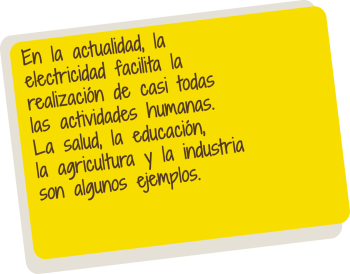 En la actualidad, la
electricidad facilita la
realización de casi todas
las actividades humanas.
La salud, la educación,
la agricultura y la industria
son algunos ejemplos.